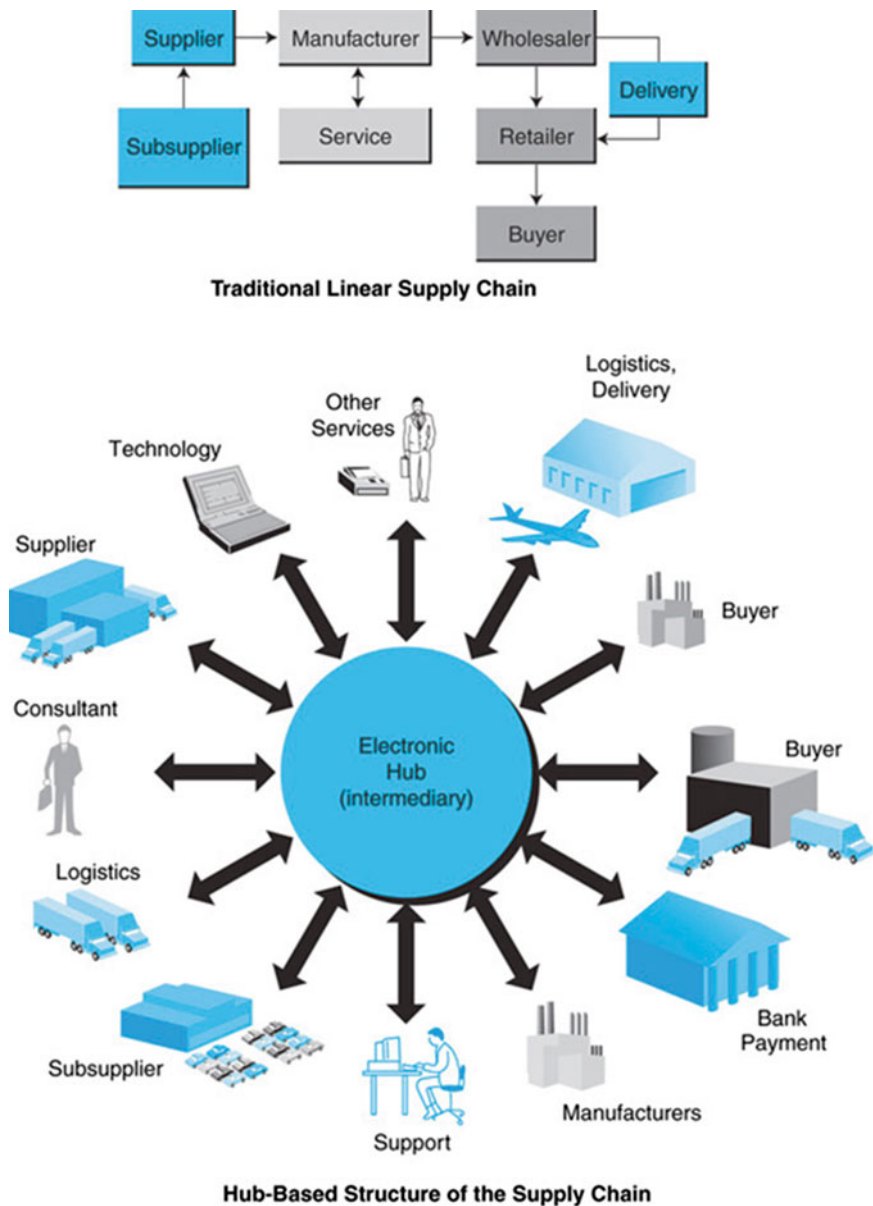 Supplier
Manufacturer
Wholesaler
Delivery
Subsupplier
Service
Retailer
Buyer
Traditional Linear Supply Chain
Logistics,
Delivery
Other
Services
Technology
Supplier
Buyer
Consultant
Electronic
Hub
(intermediary)
Buyer
Logistics
Bank
Payment
Subsupplier
Manufacturers
Support
Hub-Based Structure of the Supply Chain